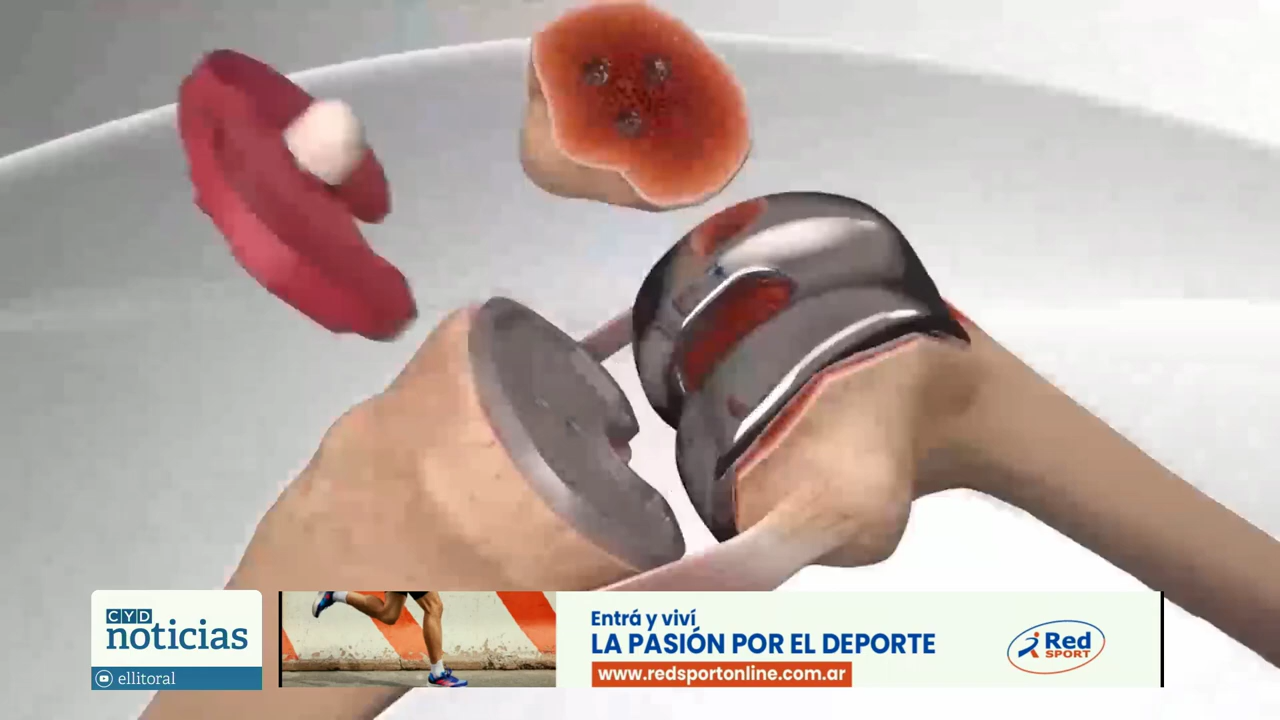 CYD
noticias
ellitoral
Entrá y viví
LA PASIÓN POR EL DEPORTE
www.redsportonline.com.ar
Red
SPORT